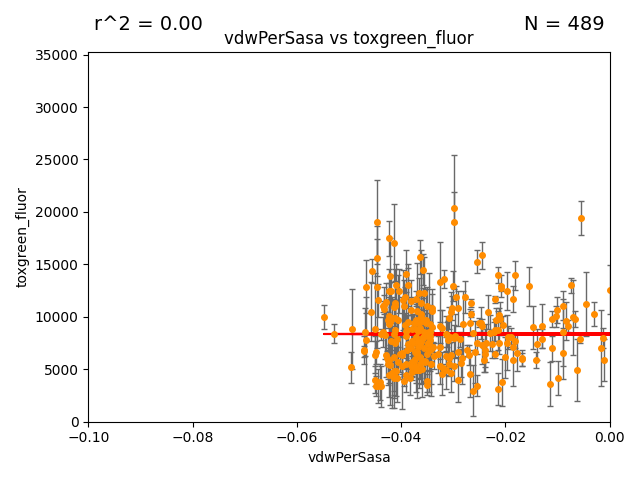 r^2 = 0.00
N = 489
vdwPerSasa vs toxgreen_fluor
35000
30000
25000
20000
15000
10000
5000
0
toxgreen_fluor
−0.10
−0.08
−0.06
−0.04
−0.02
0.00
vdwPerSasa